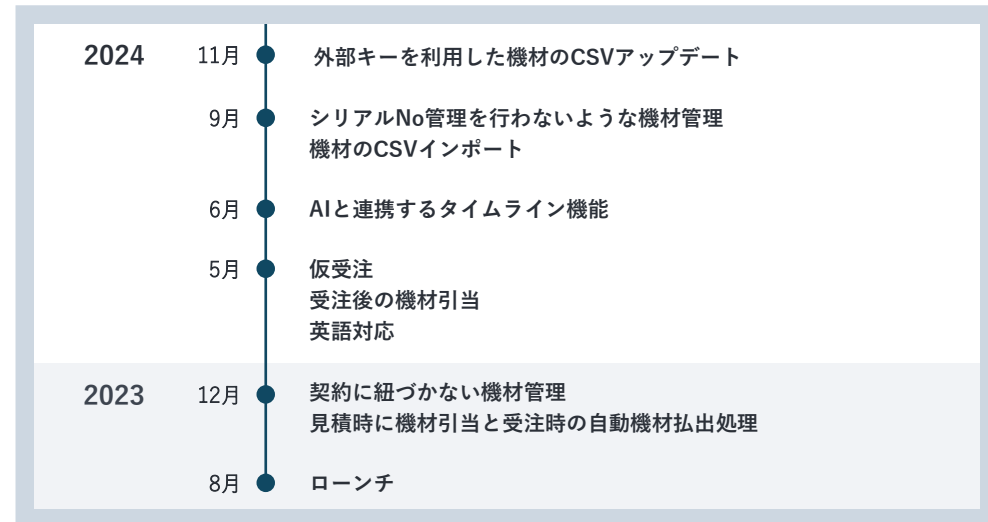 2024 11月 外部キーを利用した機材のCSVアップデート
9月 シリアルNo管理を行わないような機材管理
機材のCSVインポート
6月 AIと連携するタイムライン機能
5月 仮受注
受注後の機材引当
英語対応
2023 12月 契約に紐づかない機材管理
見積時に機材引当と受注時の自動機材払出処理
8月 ローンチ